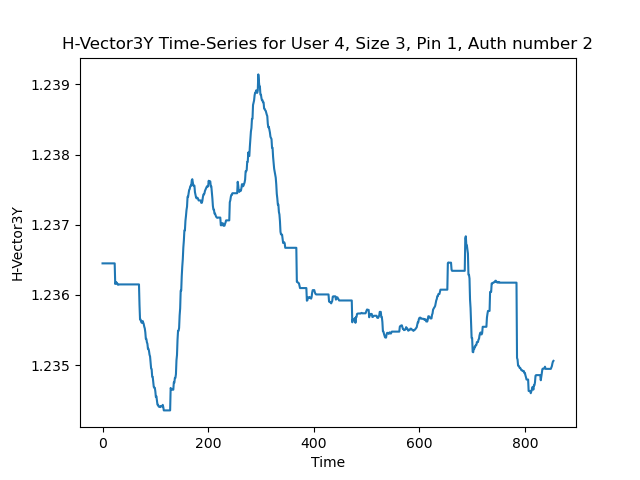 H-Vector3Y Time-Series for User 4, Size 3, Pin 1, Auth number 2
1.239
1.238
1.237
1.236
1.235
H-Vector3Y
0 200 400 600 800
Time